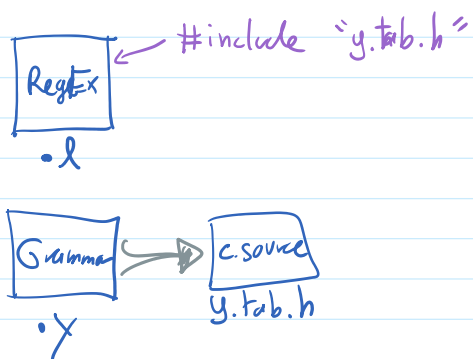 #include "y.tab.h"
RegEx
.l
Grammar
c.source
y.tab.h
.y